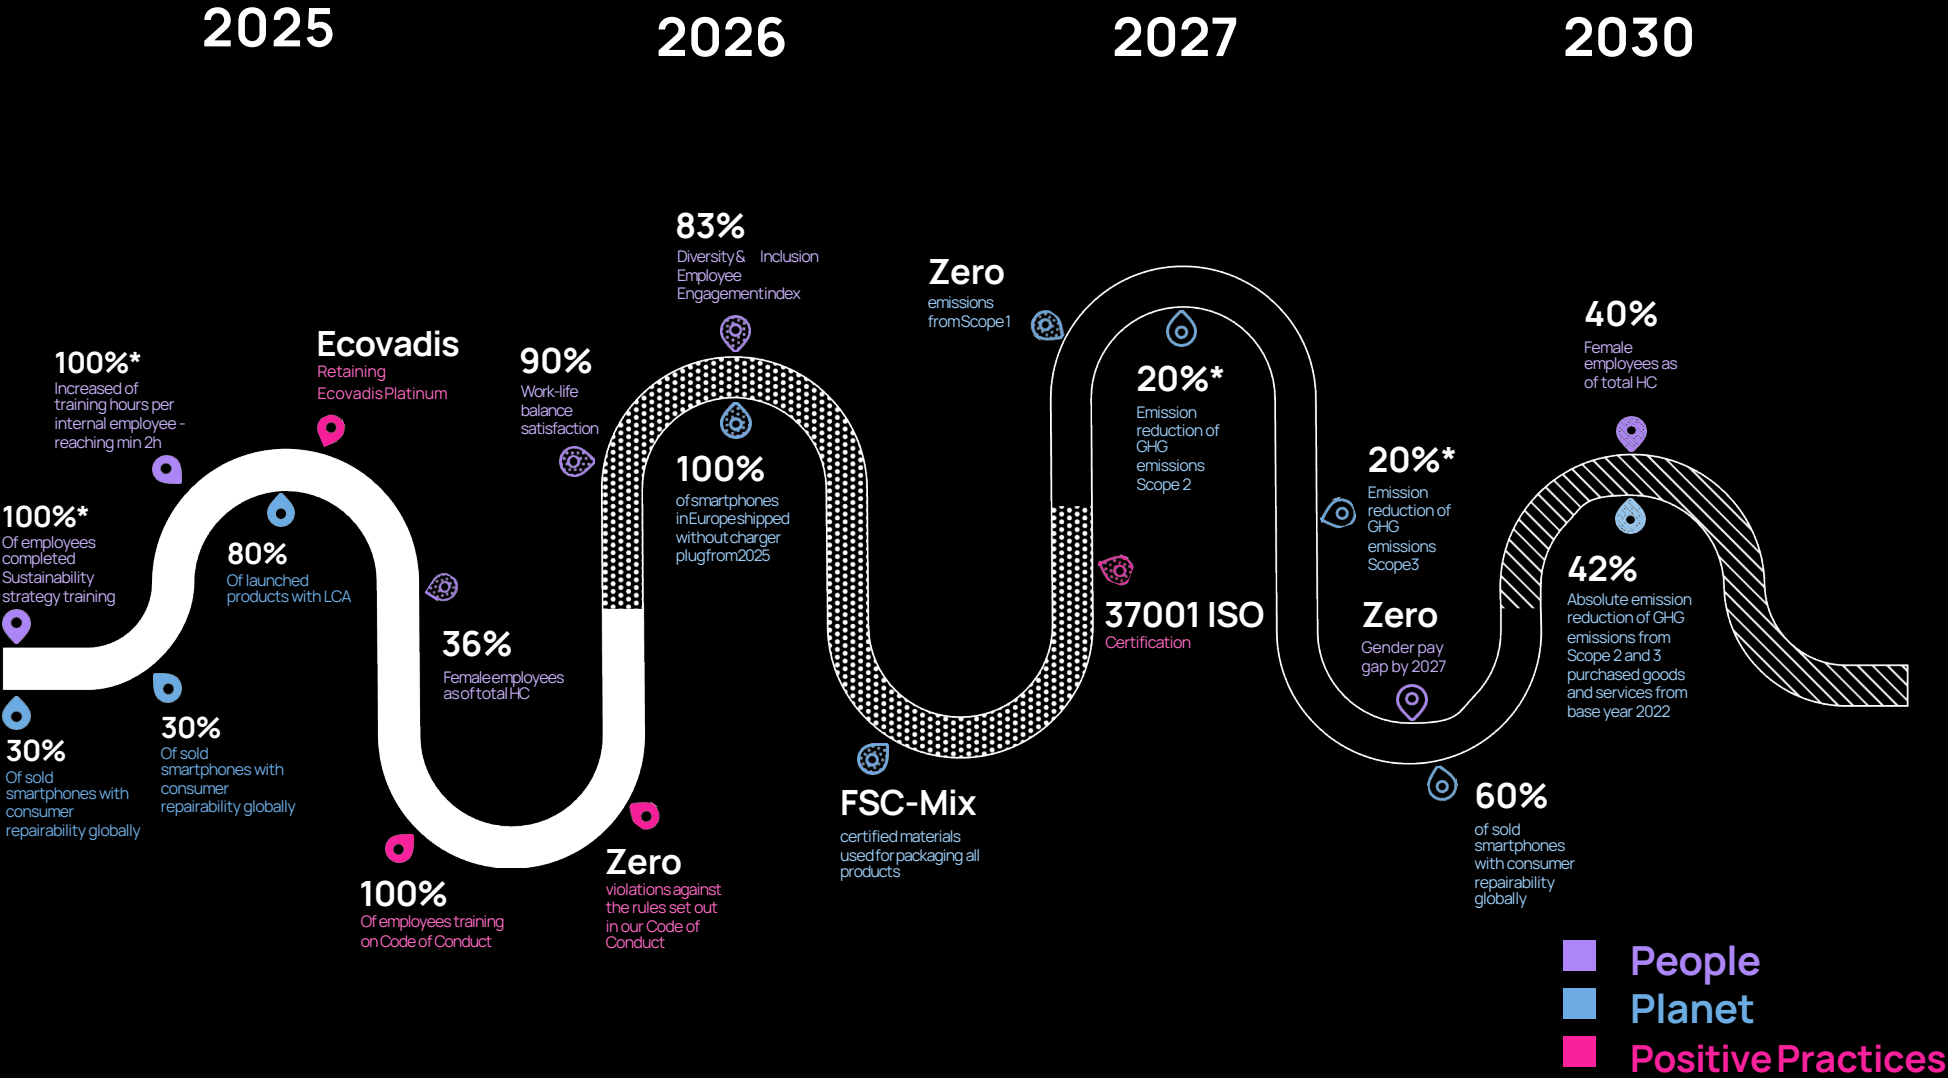 2025
2026
2027
2030
100%*
Of employees
completed
Sustainability
strategy training
30%
Of sold
smartphones with
consumer
repairability globally
100%*
Increased of
training hours per
internal employee -
reaching min 2h
30%
Of sold
smartphones with
consumer
repairability globally
80%
Of launched
products with LCA
Ecovadis
Retaining
Ecovadis Platinum
100%
Of employees training
on Code of Conduct
36%
Female employees
as of total HC
Zero
violations against
the rules set out
in our Code of
Conduct
90%
Work-life
balance
satisfaction
83%
Diversity & Inclusion
Employee
Engagement index
100%
of smartphones
in Europe shipped
without charger
plug from 2025
FSC-Mix
certified materials
used for packaging all
products
37001 ISO
Certification
Zero
emissions
from Scope 1
20%*
Emission
reduction of
GHG
emissions
Scope 2
20%*
Emission
reduction of
GHG
emissions
Scope3
Zero
Gender pay
gap by 2027
60%
of sold
smartphones
with consumer
repairability
globally
40%
Female
employees as
of total HC
42%
Absolute emission
reduction of GHG
emissions from
Scope 2 and 3
purchased goods
and services from
base year 2022
People
Planet
Positive Practices